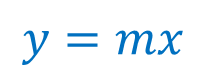 y = mx